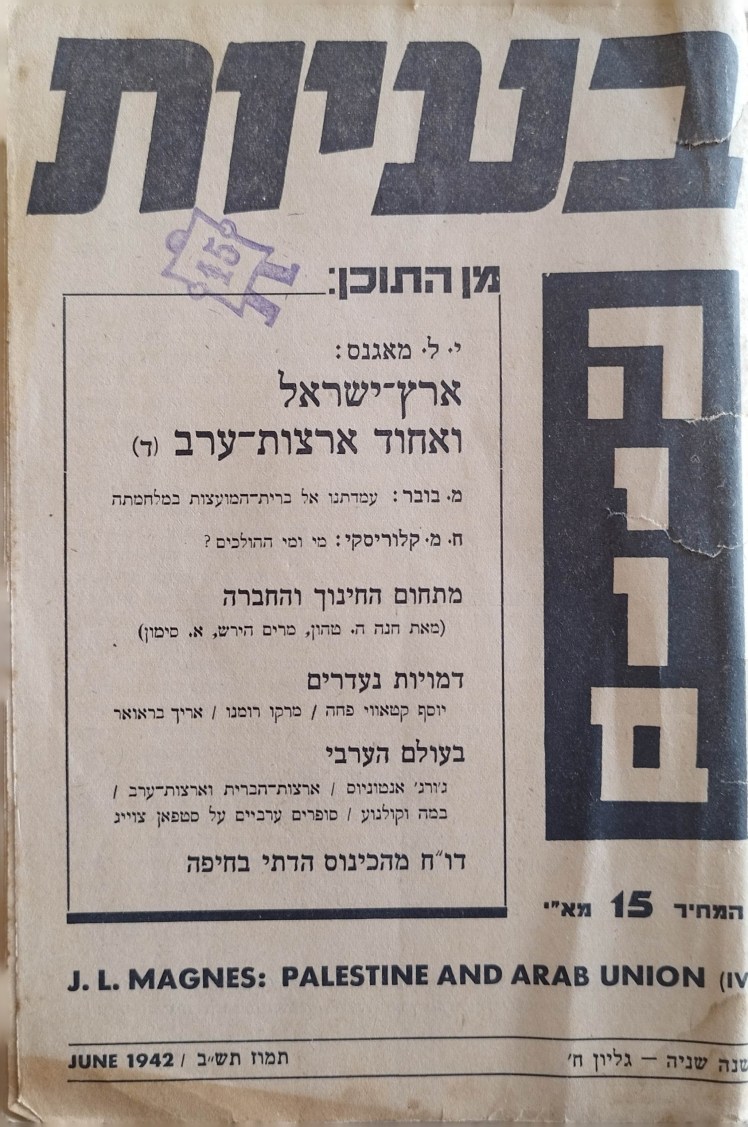 בעיות
היום
15
מן התוכן:
י. ל. מאגנס:
ארץ־ישראל
ואחוד ארצות־ערב (ד)
מ. בובר: עמדתנו אל ברית־המועצות במלחמתה
ח. מ. קלוריסקי: מי ומי ההולכים?
מתחום החינוך והחברה
(מאת חנה ה. טהון, מרים הירש, א. סימון)
דמויות נעדרים
יוסף קטאווי פחה / מרקו רומנו / אריך בראואר
בעולם הערבי
ג'ורג' אנטוניוס / ארצות־הברית וארצות־ערב /
במה וקולנוע / סופרים ערביים על סטפאן צווייג
דו״ח מהכינוס הדתי בחיפה
המחיר 15 מא״י
J. L. MAGNES: PALESTINE AND ARAB UNION (IV
שנה שניה — גליון ח׳
תמוז תש״ב / JUNE 1942